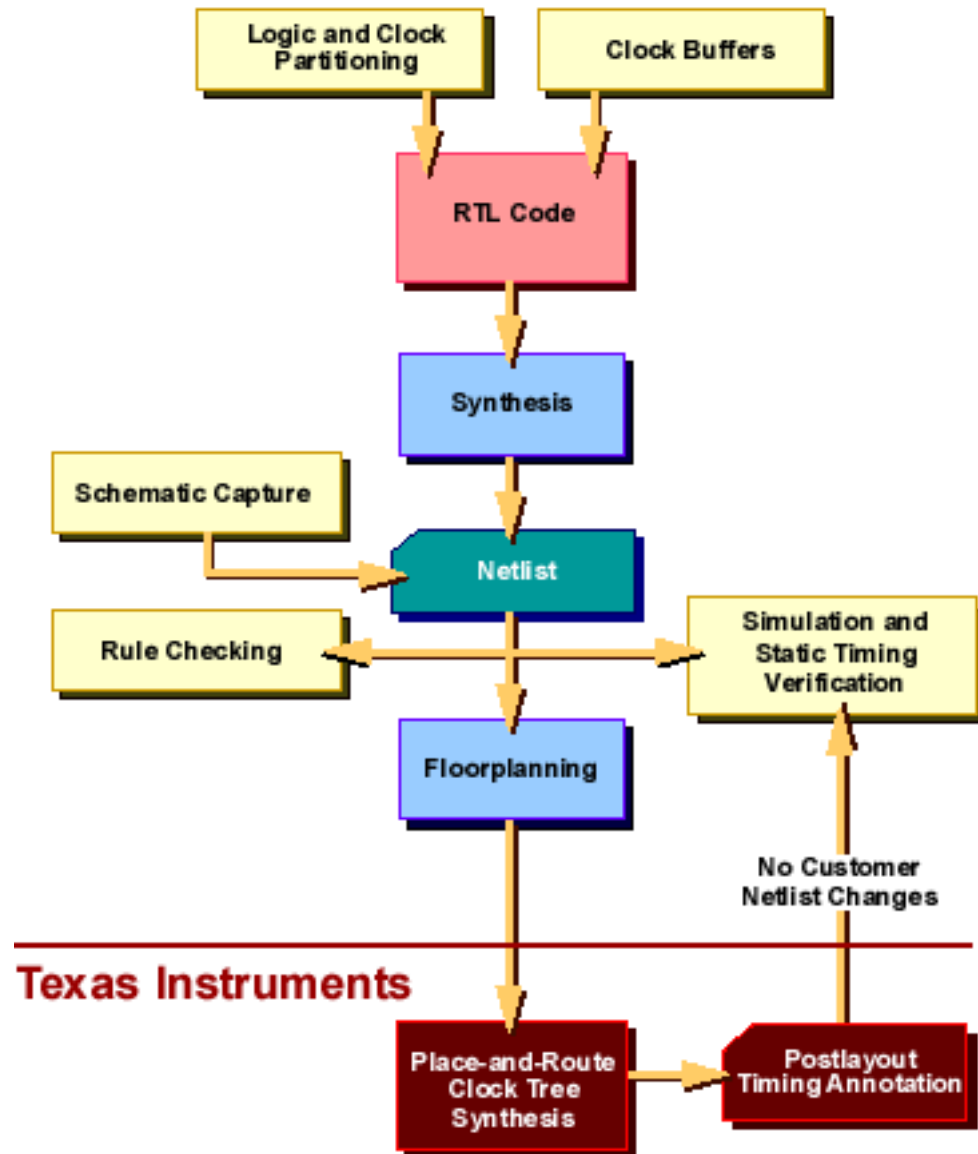 Logic and Clock
Partitioning
Clock Buffers
RTL Code
Synthesis
Schematic Capture
Netlist
Rule Checking
Simulation and
Static Timing
Verification
Floorplanning
No Customer
Netlist Changes
Texas Instruments
Place-and-Route
Clock Tree
Synthesis
Postlayout
Timing Annotation